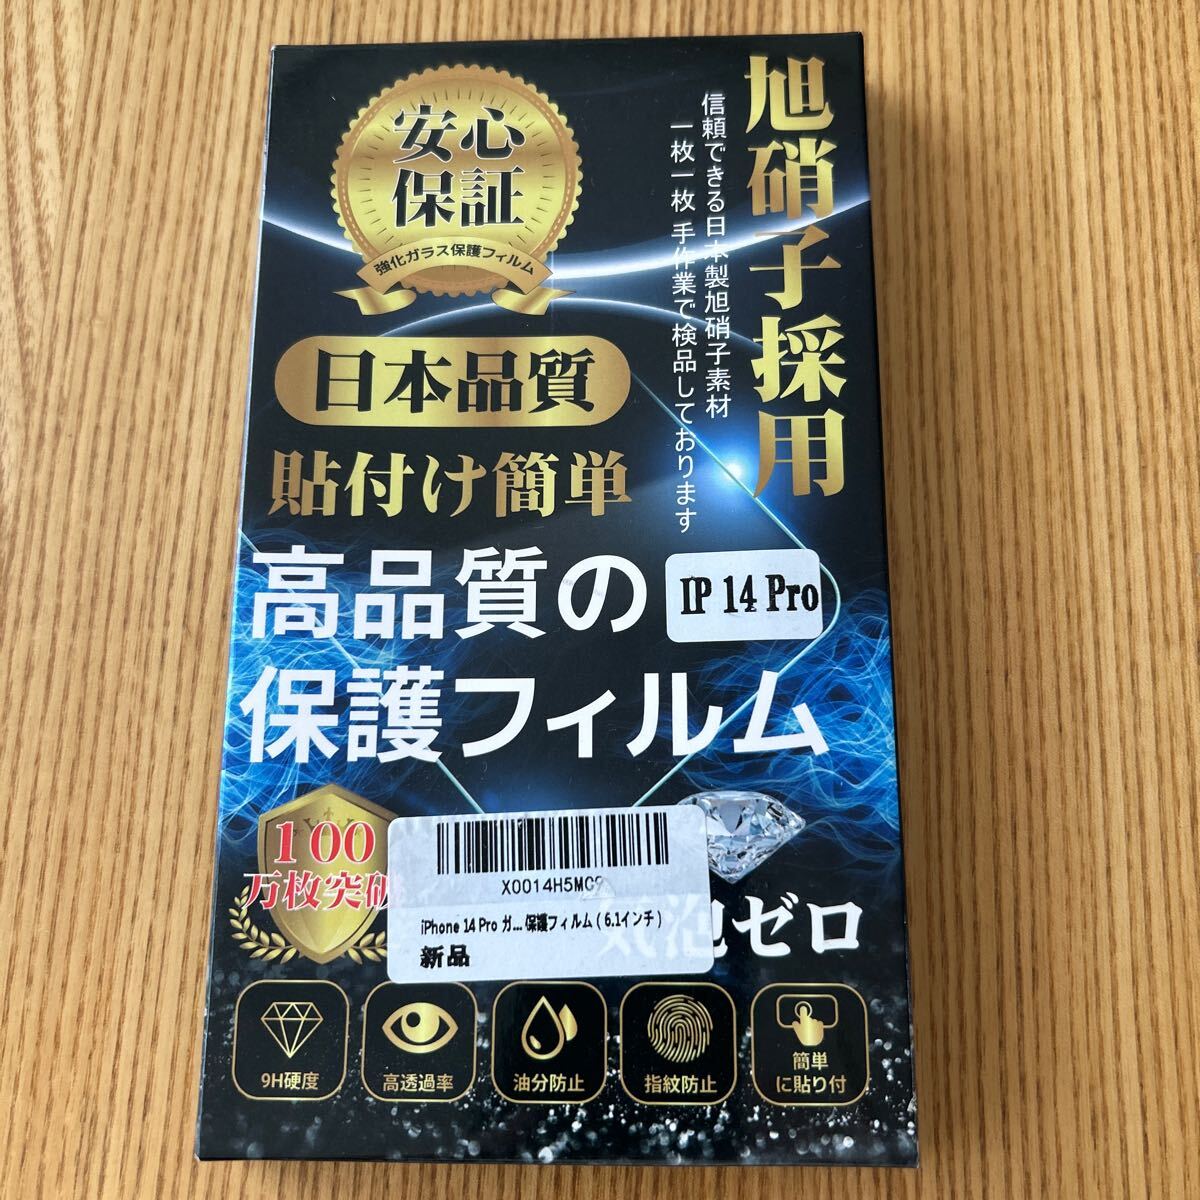 安心
保証
強化ガラス保護フィルム
旭硝子採用
信頼できる日本製旭硝子素材
一枚一枚 手作業で検品しております
日本品質
貼付け簡単
高品質の
IP 14 Pro
保護フィルム
100
万枚突破
X0014H5MC
iPhone 14 Pro ガ... 保護フィルム ( 6.1インチ )
新品
気泡ゼロ
9H硬度
高透過率
油分防止
指紋防止
簡単
に貼り付